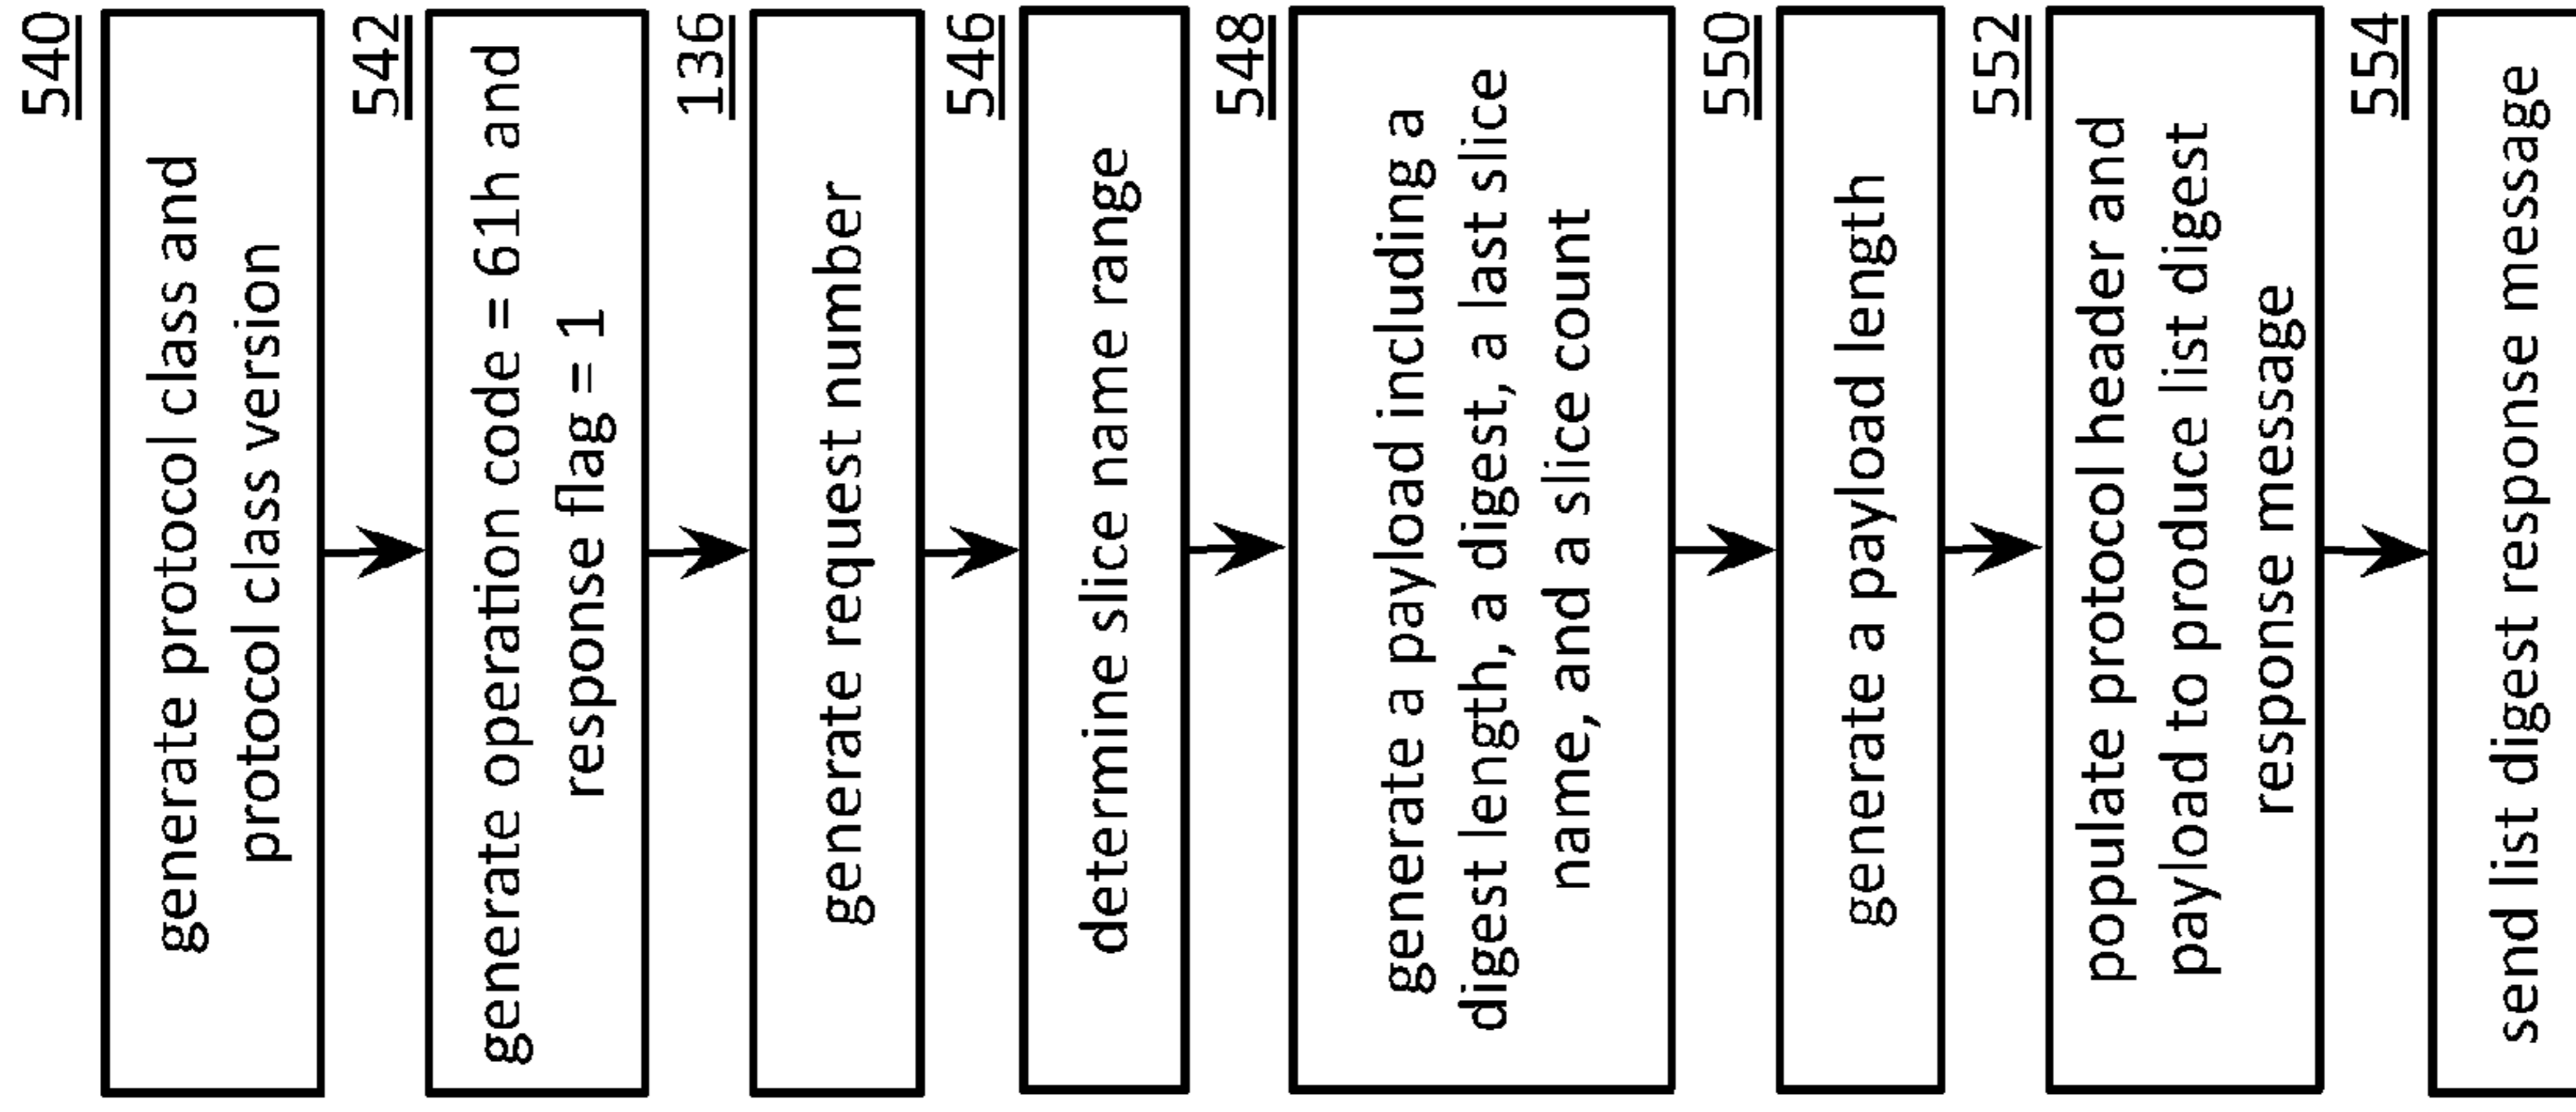 540
generate protocol class and
protocol class version
542
generate operation code = 61h and
response flag = 1
136
generate request number
546
determine slice name range
548
generate a payload including a
digest length, a digest, a last slice
name, and a slice count
550
generate a payload length
552
populate protocol header and
payload to produce list digest
response message
554
send list digest response message